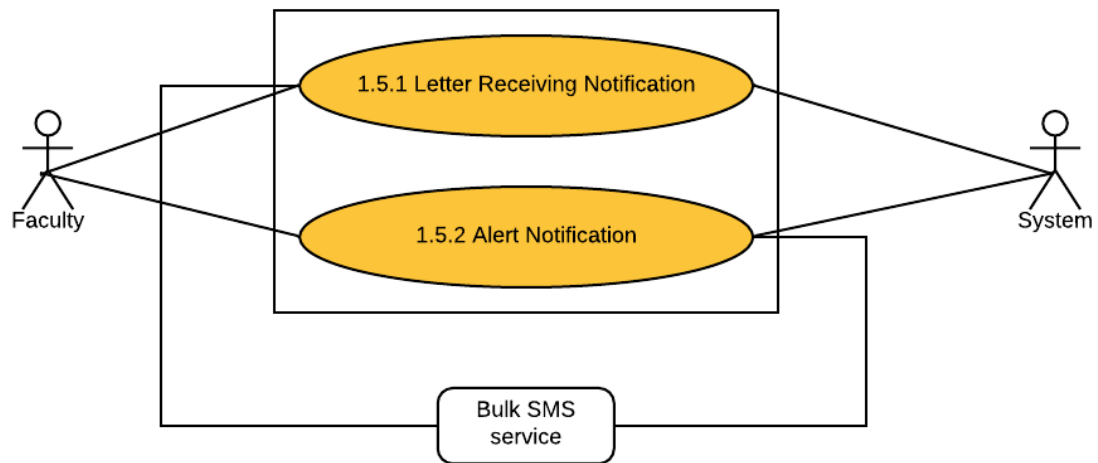 1.5.1 Letter Receiving Notification
Faculty
System
1.5.2 Alert Notification
Bulk SMS
service